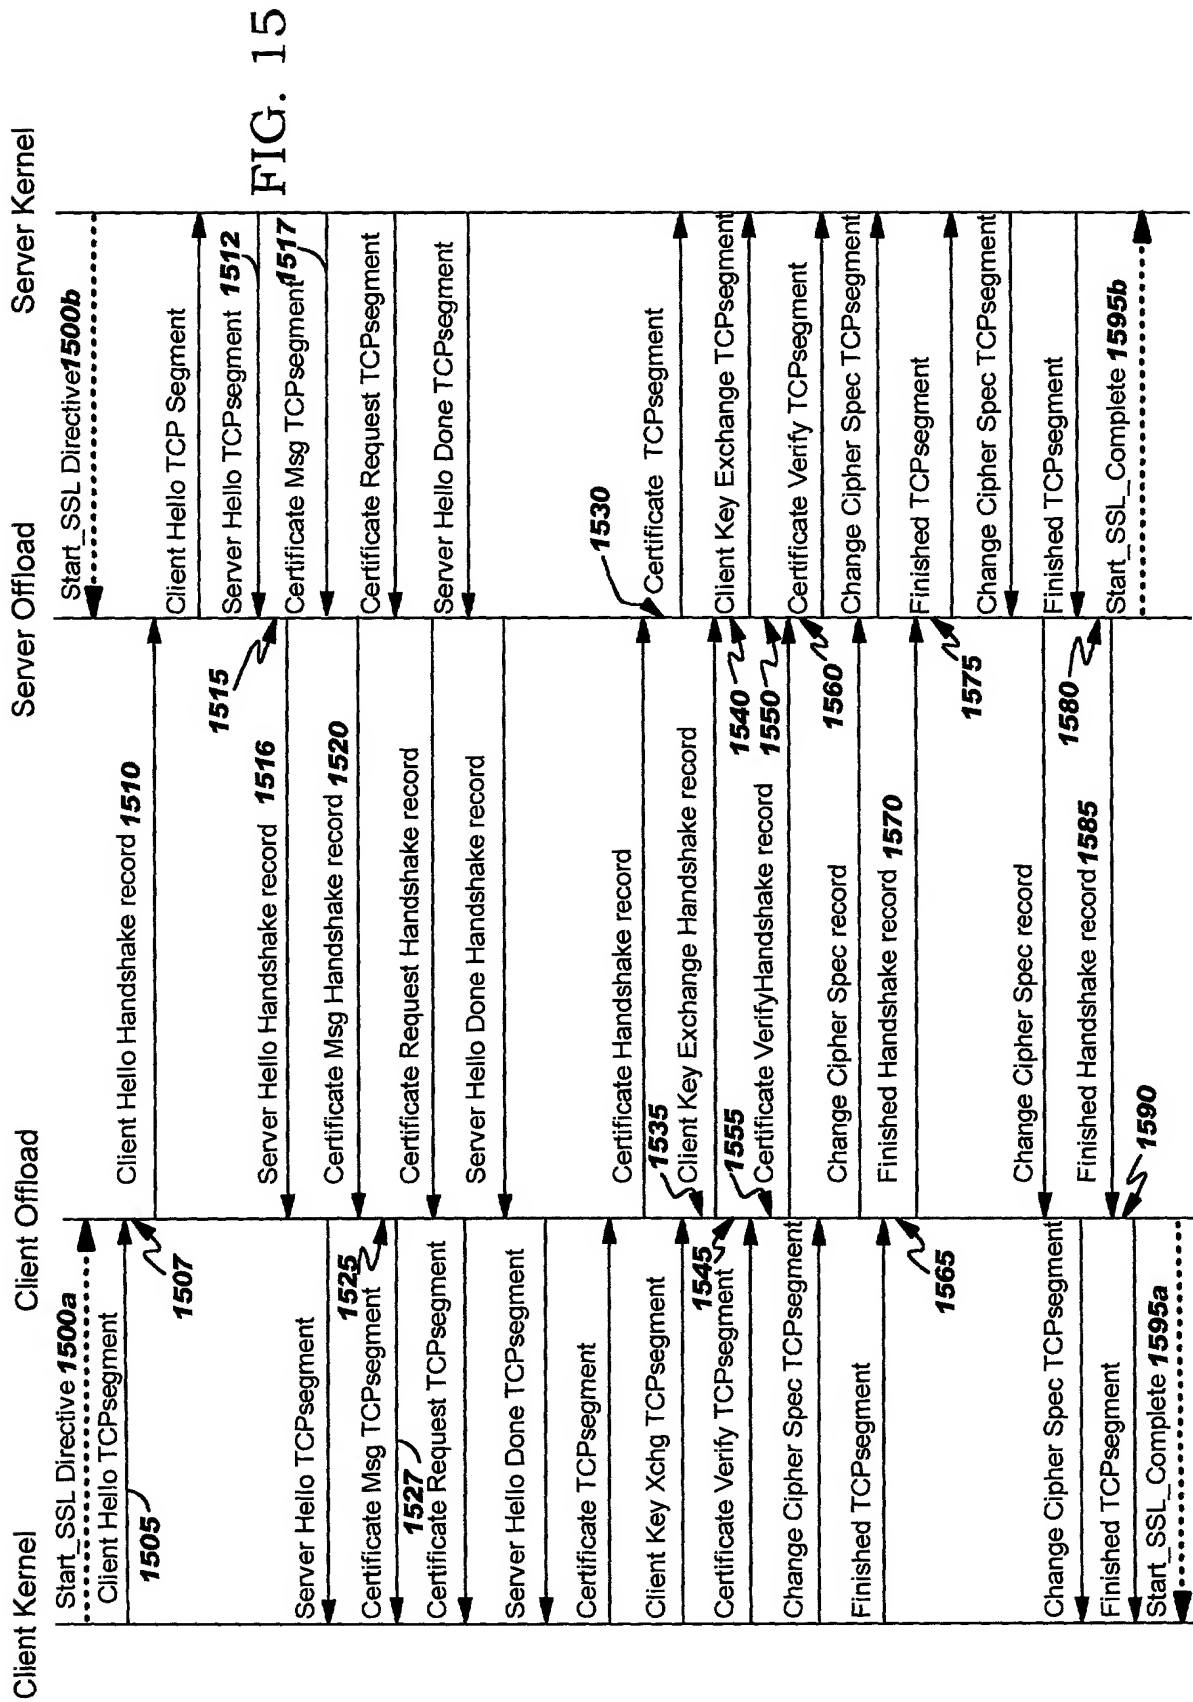 Client Kernel
Client Offload
Server Offload
Server Kernel
FIG. 15
Start_SSL Directive 1500a
Client Hello TCPsegment
1505
1507
Server Hello TCPsegment
1525
Certificate Msg TCPsegment
1527
Certificate Request TCPsegment
Server Hello Done TCPsegment
Certificate TCPsegment
Client Key Xchg TCPsegment
1545
Certificate Verify TCPsegment
Change Cipher Spec TCPsegment
Finished TCPsegment
1565
Change Cipher Spec TCPsegment
Finished TCPsegment
Start_SSL_Complete 1595a
Client Hello Handshake record 1510
1515
Server Hello Handshake record 1516
Certificate Msg Handshake record 1520
Certificate Request Handshake record
Server Hello Done Handshake record
Certificate Handshake record
1535
Client Key Exchange Handshake record
1540
1555
1550
Certificate VerifyHandshake record
1560
Change Cipher Spec record
Finished Handshake record 1570
1575
Change Cipher Spec record
1580
Finished Handshake record 1585
1590
Start_SSL Directive 1500b
Client Hello TCP Segment
Server Hello TCPsegment 1512
Certificate Msg TCPsegment 1517
Certificate Request TCPsegment
Server Hello Done TCPsegment
1530
Certificate TCPsegment
Client Key Exchange TCPsegment
Certificate Verify TCPsegment
Change Cipher Spec TCPsegment
Finished TCPsegment
Change Cipher Spec TCPsegment
Finished TCPsegment
Start_SSL_Complete 1595b